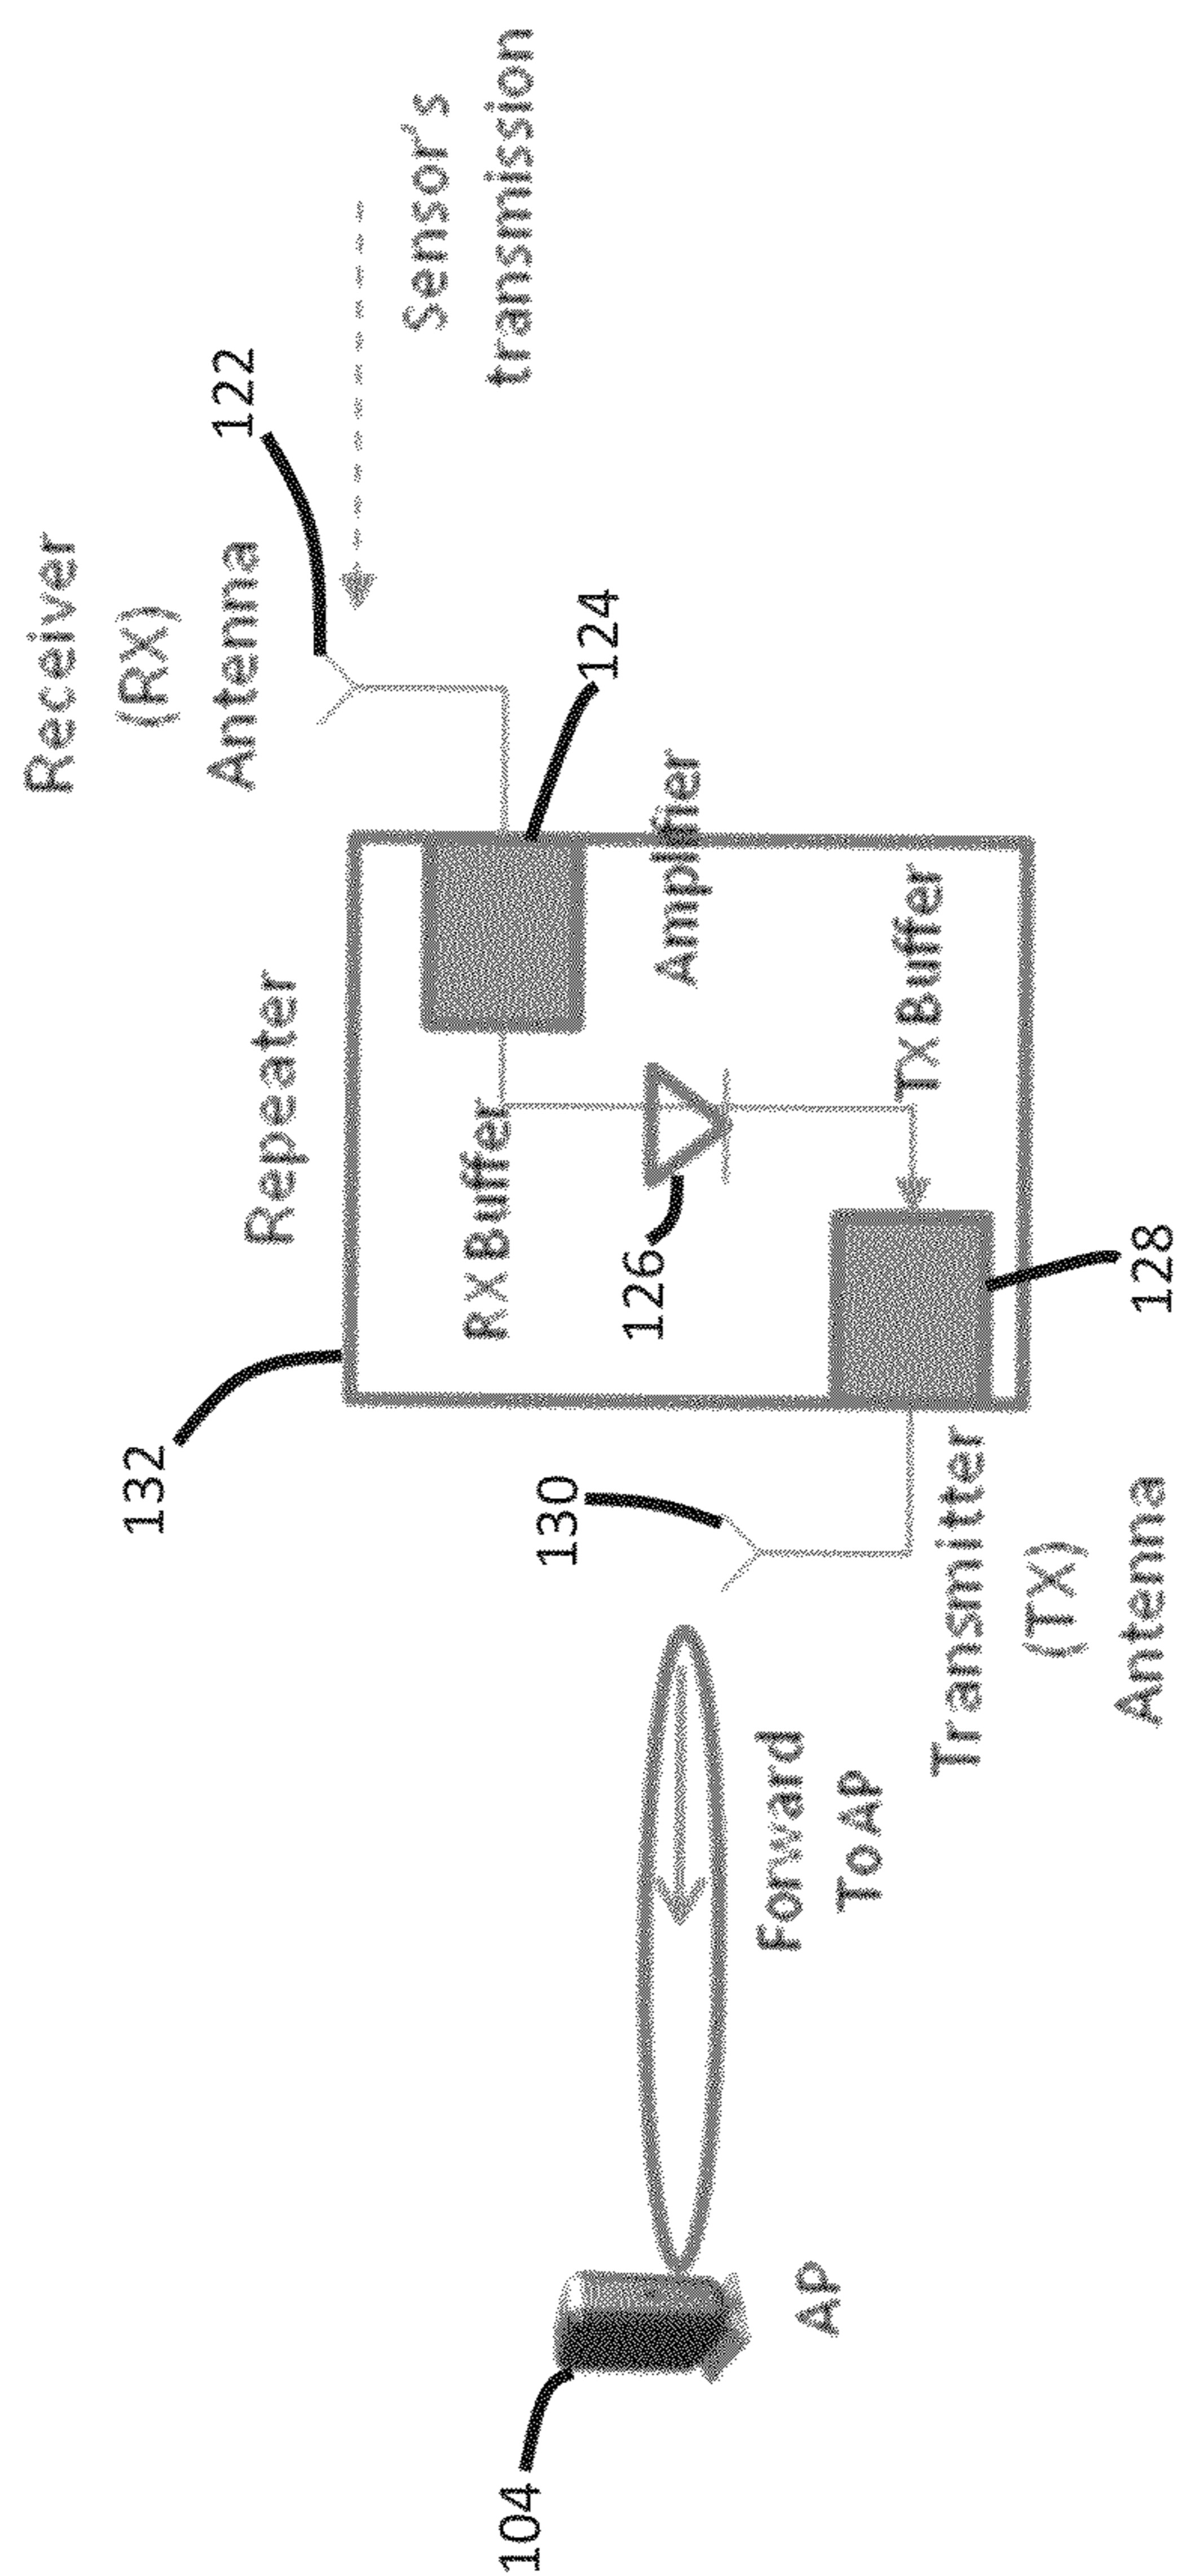 Receiver
(RX)
Antenna
122
Sensor's
transmission
Repeater
132
124
RX Buffer
Amplifier
126
TX Buffer
128
130
Transmitter
(TX)
Antenna
Forward
To AP
104
AP